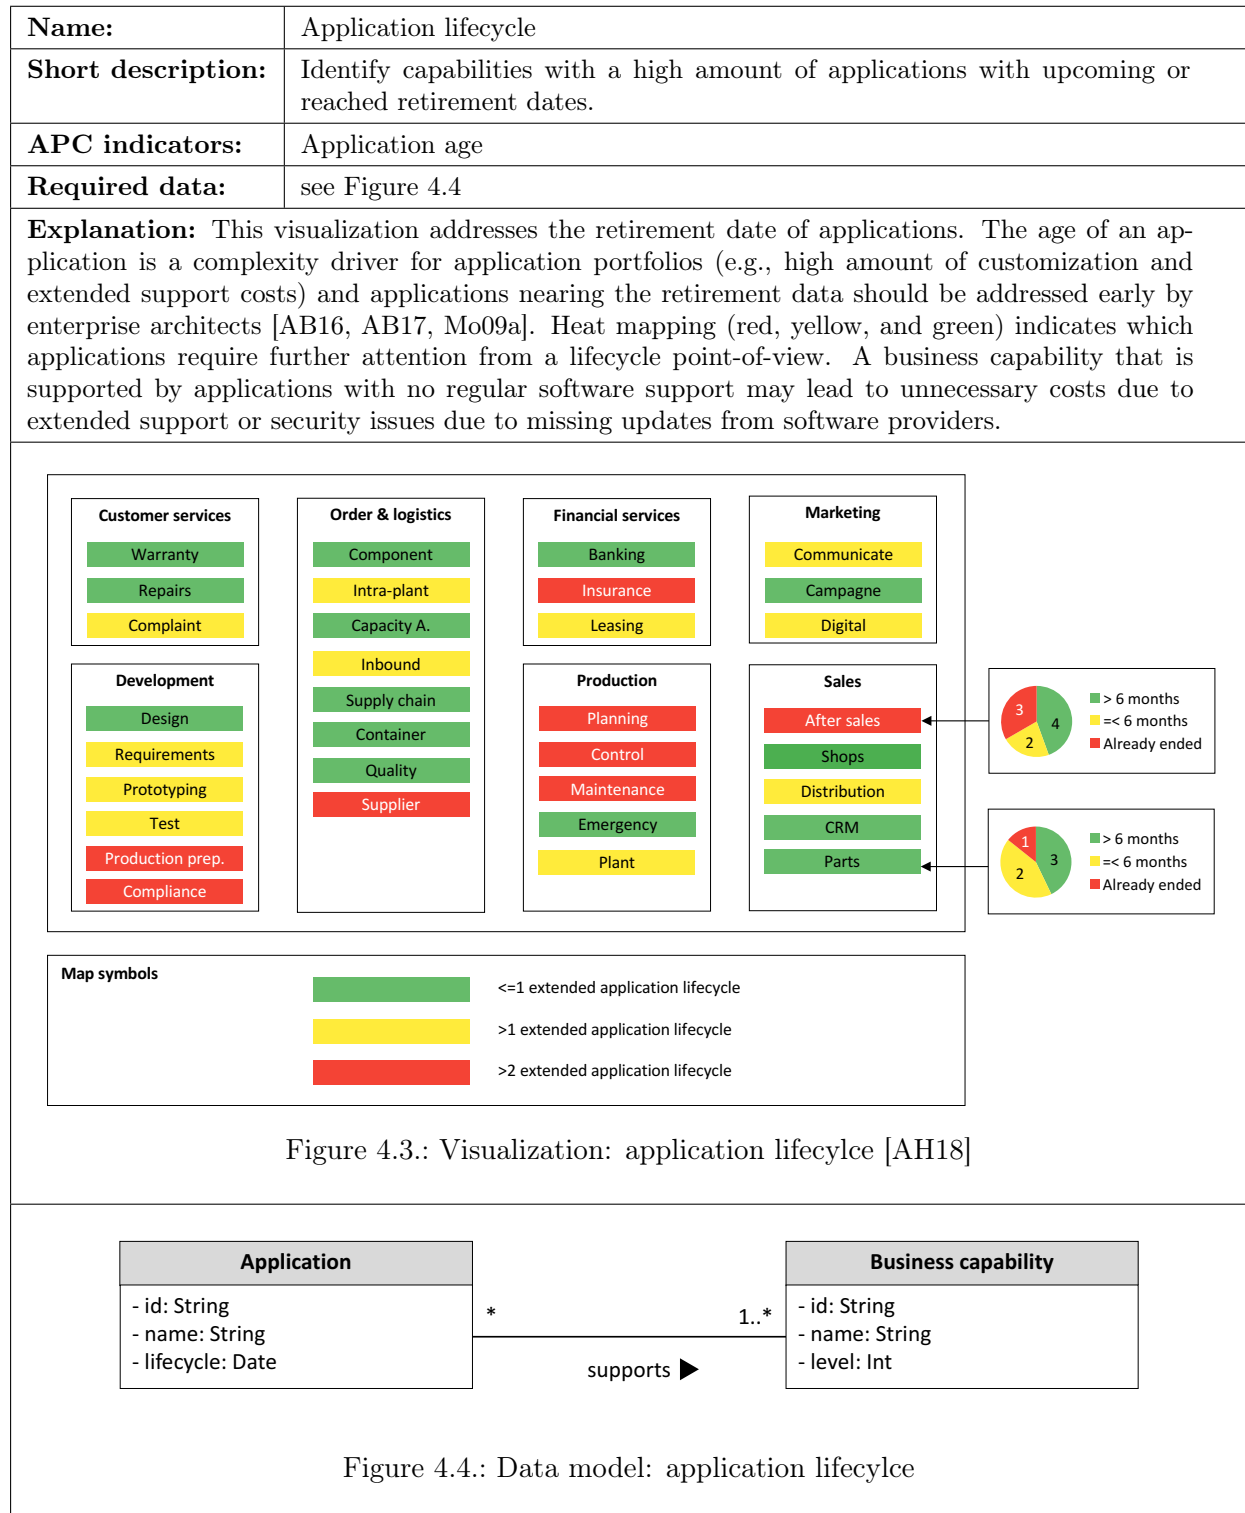 Name: Application lifecycle
Short description: Identify capabilities with a high amount of applications with upcoming or
reached retirement dates.
APC indicators: Application age
Required data: see Figure 4.4
Explanation: This visualization addresses the retirement date of applications. The age of an ap-
plication is a complexity driver for application portfolios (e.g., high amount of customization and
extended support costs) and applications nearing the retirement data should be addressed early by
enterprise architects [AB16, AB17, Mo09a]. Heat mapping (red, yellow, and green) indicates which
applications require further attention from a lifecycle point-of-view. A business capability that is
supported by applications with no regular software support may lead to unnecessary costs due to
extended support or security issues due to missing updates from software providers.
Customer services
Warranty
Repairs
Complaint
Order & logistics
Component
Intra-plant
Capacity A.
Inbound
Supply chain
Container
Quality
Supplier
Financial services
Banking
Insurance
Leasing
Marketing
Communicate
Campagne
Digital
Development
Design
Requirements
Prototyping
Test
Production prep.
Compliance
Production
Planning
Control
Maintenance
Emergency
Plant
Sales
After sales
Shops
Distribution
CRM
Parts
3
4
2
> 6 months
=< 6 months
Already ended
1
3
2
> 6 months
=< 6 months
Already ended
Map symbols
<=1 extended application lifecycle
>1 extended application lifecycle
>2 extended application lifecycle
Figure 4.3.: Visualization: application lifecylce [AH18]
Application
- id: String
- name: String
- lifecycle: Date
*
1..*
supports
Business capability
- id: String
- name: String
- level: Int
Figure 4.4.: Data model: application lifecylce